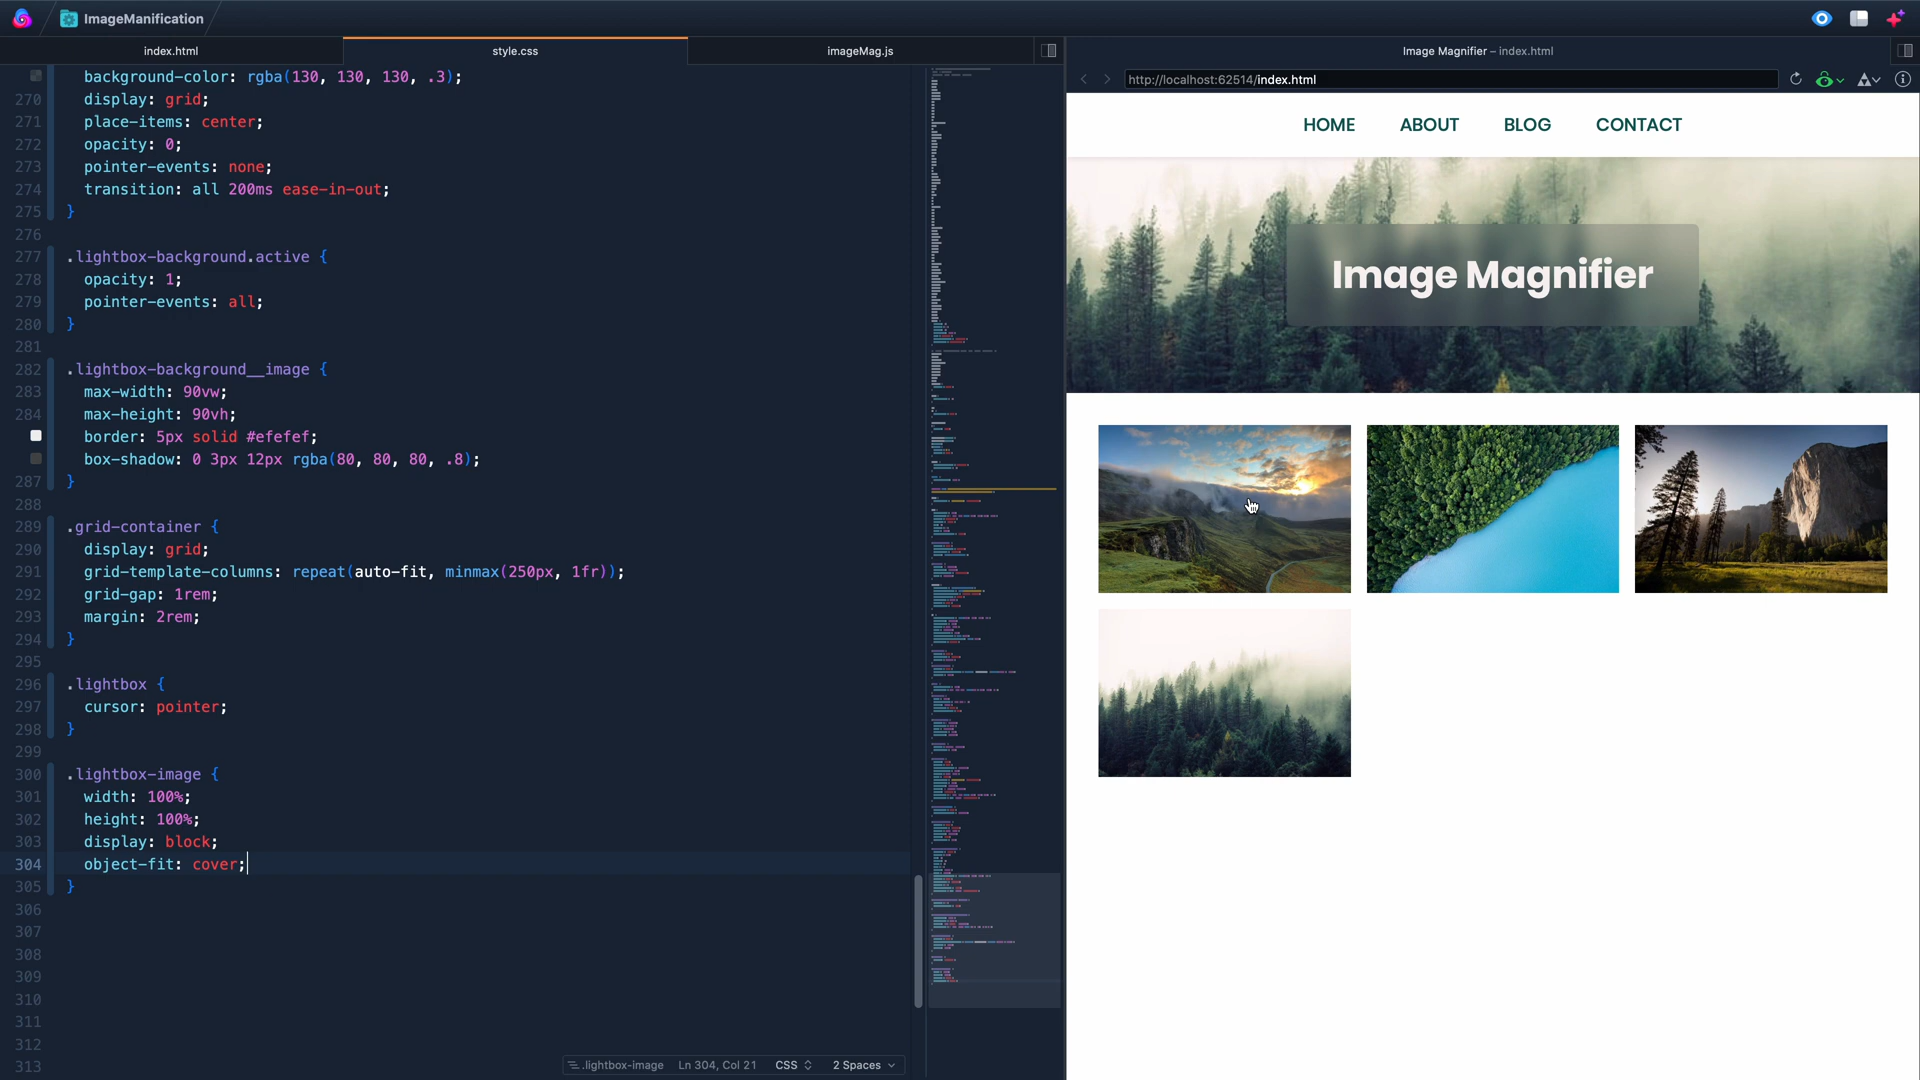 ImageManification
index.html
style.css
imageMag.js
Image Magnifier – index.html
http://localhost:62514/index.html
background-color: rgba(130, 130, 130, .3);
270 display: grid;
271 place-items: center;
272 opacity: 0;
273 pointer-events: none;
274 transition: all 200ms ease-in-out;
275 }
276
277 .lightbox-background.active {
278 opacity: 1;
279 pointer-events: all;
280 }
281
282 .lightbox-background__image {
283 max-width: 90vw;
284 max-height: 90vh;
border: 5px solid #efefef;
box-shadow: 0 3px 12px rgba(80, 80, 80, .8);
287 }
288
289 .grid-container {
290 display: grid;
291 grid-template-columns: repeat(auto-fit, minmax(250px, 1fr));
292 grid-gap: 1rem;
293 margin: 2rem;
294 }
295
296 .lightbox {
297 cursor: pointer;
298 }
299
300 .lightbox-image {
301 width: 100%;
302 height: 100%;
303 display: block;
304 object-fit: cover;
305 }
306
307
308
309
310
311
312
313
.lightbox-image Ln 304, Col 21 CSS 2 Spaces
HOME ABOUT BLOG CONTACT
Image Magnifier